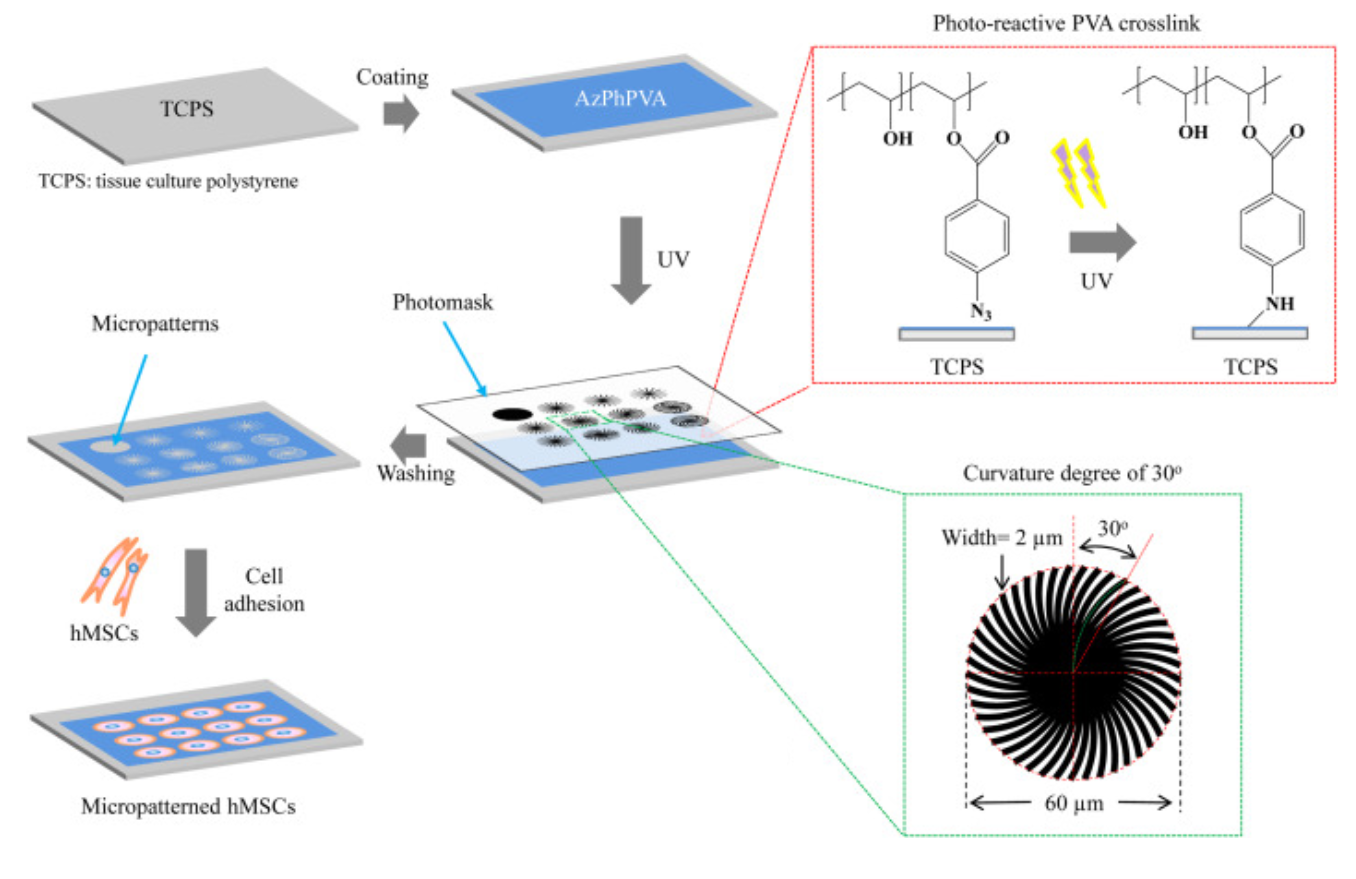 Photo-reactive PVA crosslink
TCPS
Coating
AzPhPVA
TCPS: tissue culture polystyrene
OH
O
O
N₃
TCPS
UV
OH
O
O
NH
TCPS
UV
Photomask
Micropatterns
Washing
Curvature degree of 30°
Width= 2 µm
30°
60 µm
hMSCs
Cell
adhesion
Micropatterned hMSCs